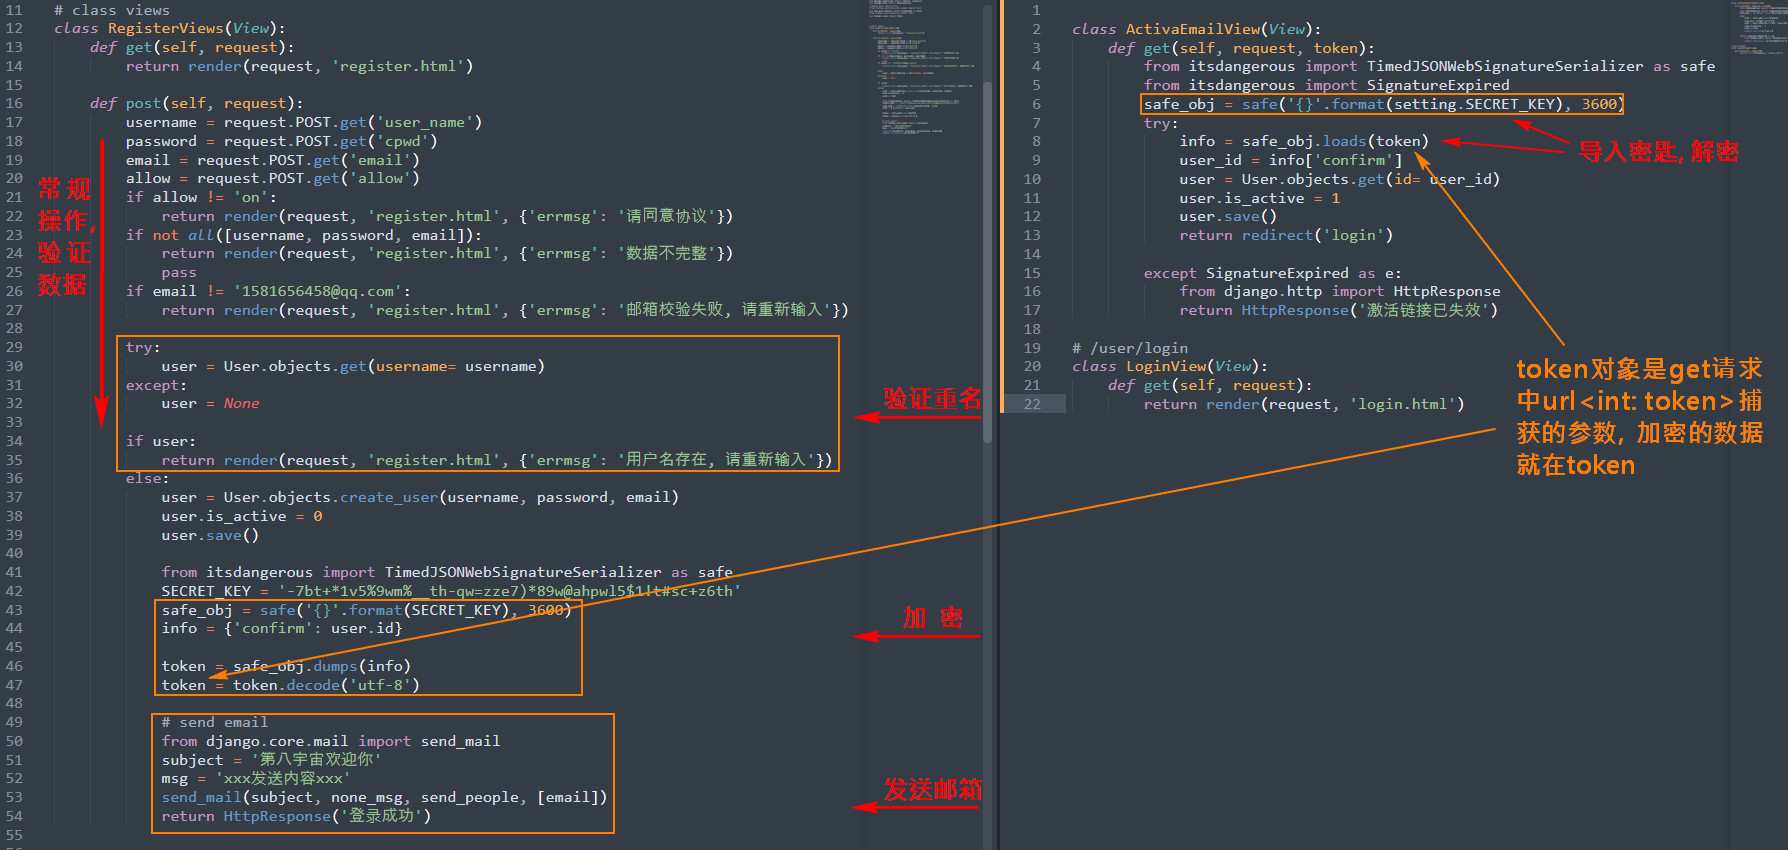 11 # class views
12 class RegisterViews(View):
13 def get(self, request):
14 return render(request, 'register.html')
15
16 def post(self, request):
17 username = request.POST.get('user_name')
18 password = request.POST.get('cpwd')
19 email = request.POST.get('email')
20 allow = request.POST.get('allow')
21 if allow != 'on':
22 return render(request, 'register.html', {'errmsg': '请同意协议'})
23 if not all([username, password, email]):
24 return render(request, 'register.html', {'errmsg': '数据不完整'})
25 pass
26 if email != '1581656458@qq.com':
27 return render(request, 'register.html', {'errmsg': '邮箱校验失败, 请重新输入'})
28
29 try:
30 user = User.objects.get(username= username)
31 except:
32 user = None
33
34 if user:
35 return render(request, 'register.html', {'errmsg': '用户名存在, 请重新输入'})
36 else:
37 user = User.objects.create_user(username, password, email)
38 user.is_active = 0
39 user.save()
40
41 from itsdangerous import TimedJSONWebSignatureSerializer as safe
42 SECRET_KEY = '-7bt+*1v5%9wm%__th-qw=zze7)*89w@ahpwl5$1!t#sc+z6th'
43 safe_obj = safe('{}'.format(SECRET_KEY), 3600)
44 info = {'confirm': user.id}
45
46 token = safe_obj.dumps(info)
47 token = token.decode('utf-8')
48
49 # send email
50 from django.core.mail import send_mail
51 subject = '第八宇宙欢迎你'
52 msg = 'xxx发送内容xxx'
53 send_mail(subject, none_msg, send_people, [email])
54 return HttpResponse('登录成功')
55
常规
操作,
验证
数据
验证重名
加 密
发送邮箱
1
2 class ActivaEmailView(View):
3 def get(self, request, token):
4 from itsdangerous import TimedJSONWebSignatureSerializer as safe
5 from itsdangerous import SignatureExpired
6 safe_obj = safe('{}'.format(setting.SECRET_KEY), 3600)
7 try:
8 info = safe_obj.loads(token)
9 user_id = info['confirm']
10 user = User.objects.get(id= user_id)
11 user.is_active = 1
12 user.save()
13 return redirect('login')
14
15 except SignatureExpired as e:
16 from django.http import HttpResponse
17 return HttpResponse('激活链接已失效')
18
19 # /user/login
20 class LoginView(View):
21 def get(self, request):
22 return render(request, 'login.html')
导入密匙, 解密
token对象是get请求
中url<int: token>捕
获的参数, 加密的数据
就在token